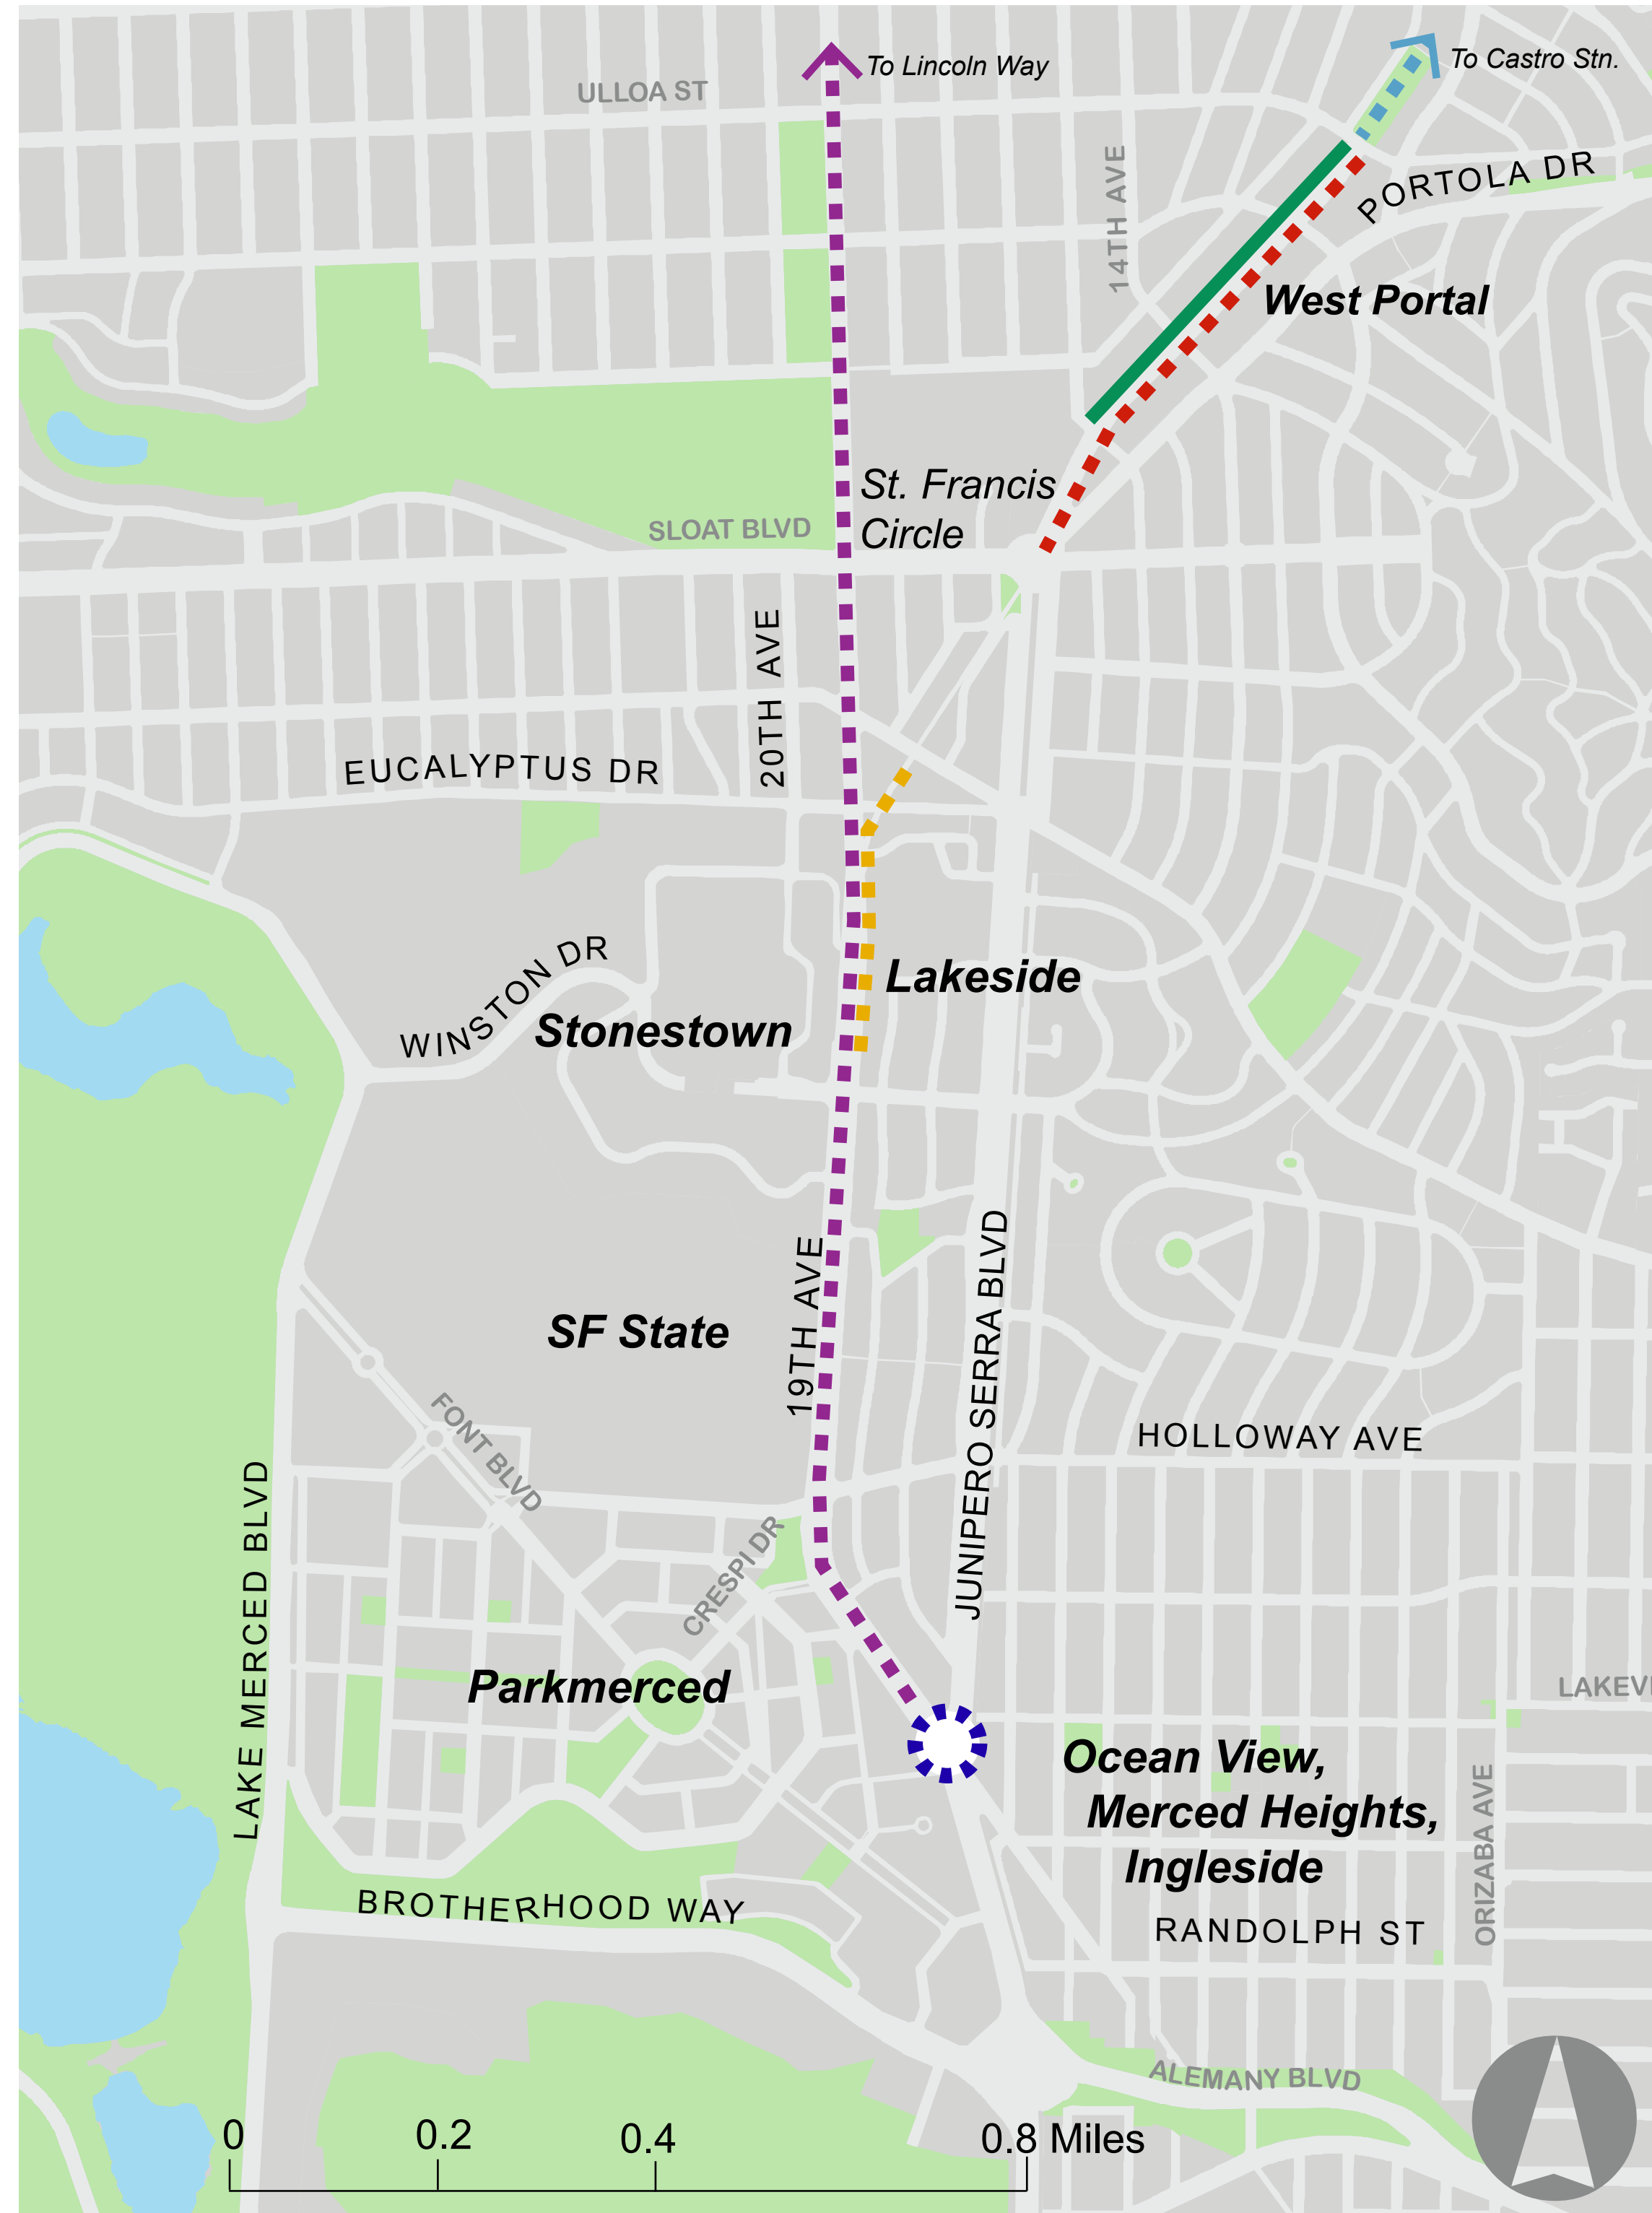 To Lincoln Way
To Castro Stn.
ULLOA ST
14TH AVE
PORTOLA DR
West Portal
St. Francis
Circle
SLOAT BLVD
20TH AVE
EUCALYPTUS DR
WINSTON DR
Lakeside
Stonestown
19TH AVE
JUNIPERO SERRA BLVD
SF State
FONT BLVD
HOLLOWAY AVE
LAKE MERCED BLVD
CRESPI DR
Parkmerced
LAKEVI
Ocean View,
Merced Heights,
Ingleside
ORIZABA AVE
BROTHERHOOD WAY
RANDOLPH ST
ALEMANY BLVD
0 0.2 0.4 0.8 Miles